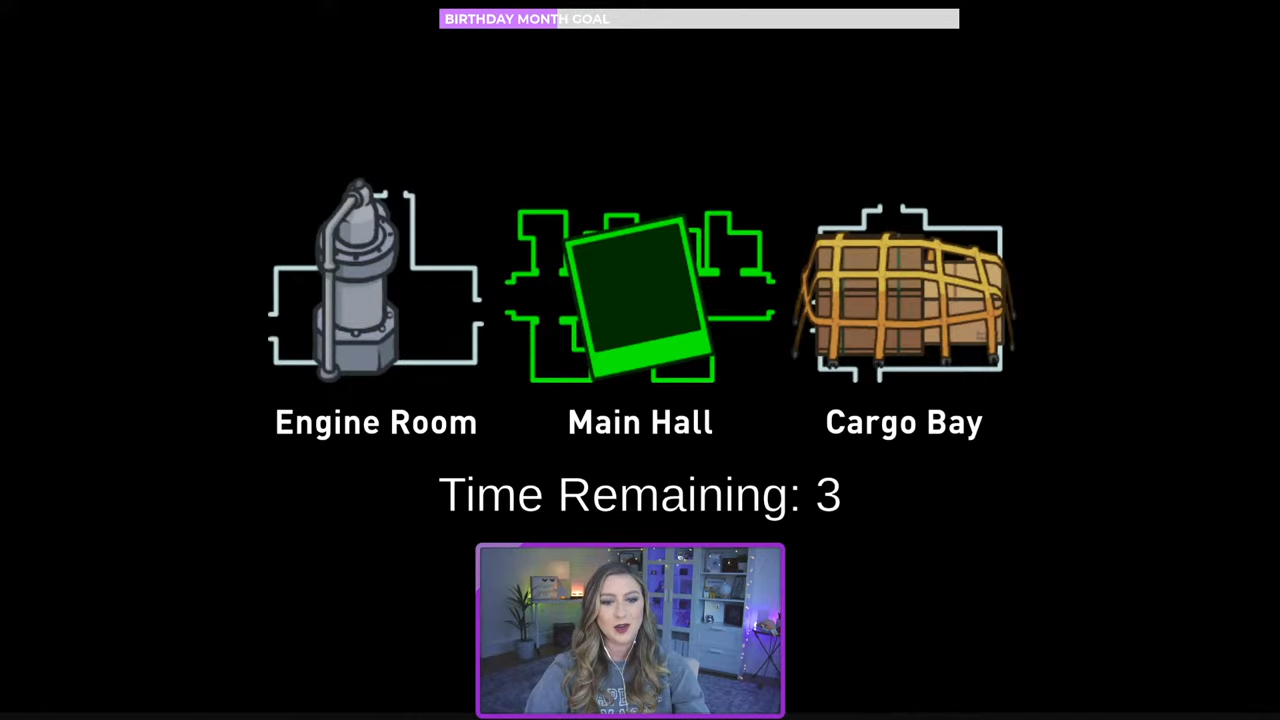 BIRTHDAY MONTH GOAL
Engine Room
Main Hall
Cargo Bay
Time Remaining: 3